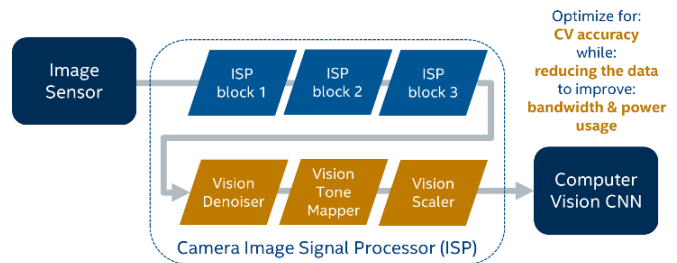 Image
Sensor
ISP
block 1
ISP
block 2
ISP
block 3
Optimize for:
CV accuracy
while:
reducing the data
to improve:
bandwidth & power
usage
Vision
Denoiser
Vision
Tone
Mapper
Vision
Scaler
Computer
Vision CNN
Camera Image Signal Processor (ISP)